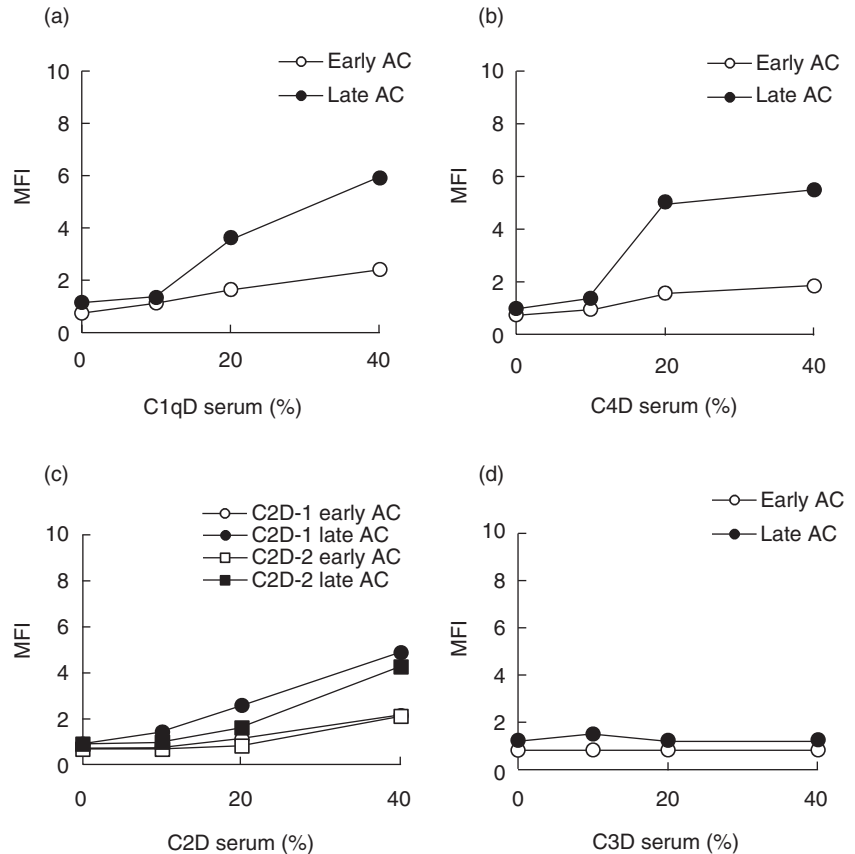 (a)
Early AC
Late AC
10
8
6
4
2
0
MFI
0 20 40
C1qD serum (%)
(b)
Early AC
Late AC
10
8
6
4
2
0
MFI
0 20 40
C4D serum (%)
(c)
C2D-1 early AC
C2D-1 late AC
C2D-2 early AC
C2D-2 late AC
10
8
6
4
2
0
MFI
0 20 40
C2D serum (%)
(d)
Early AC
Late AC
10
8
6
4
2
0
MFI
0 20 40
C3D serum (%)